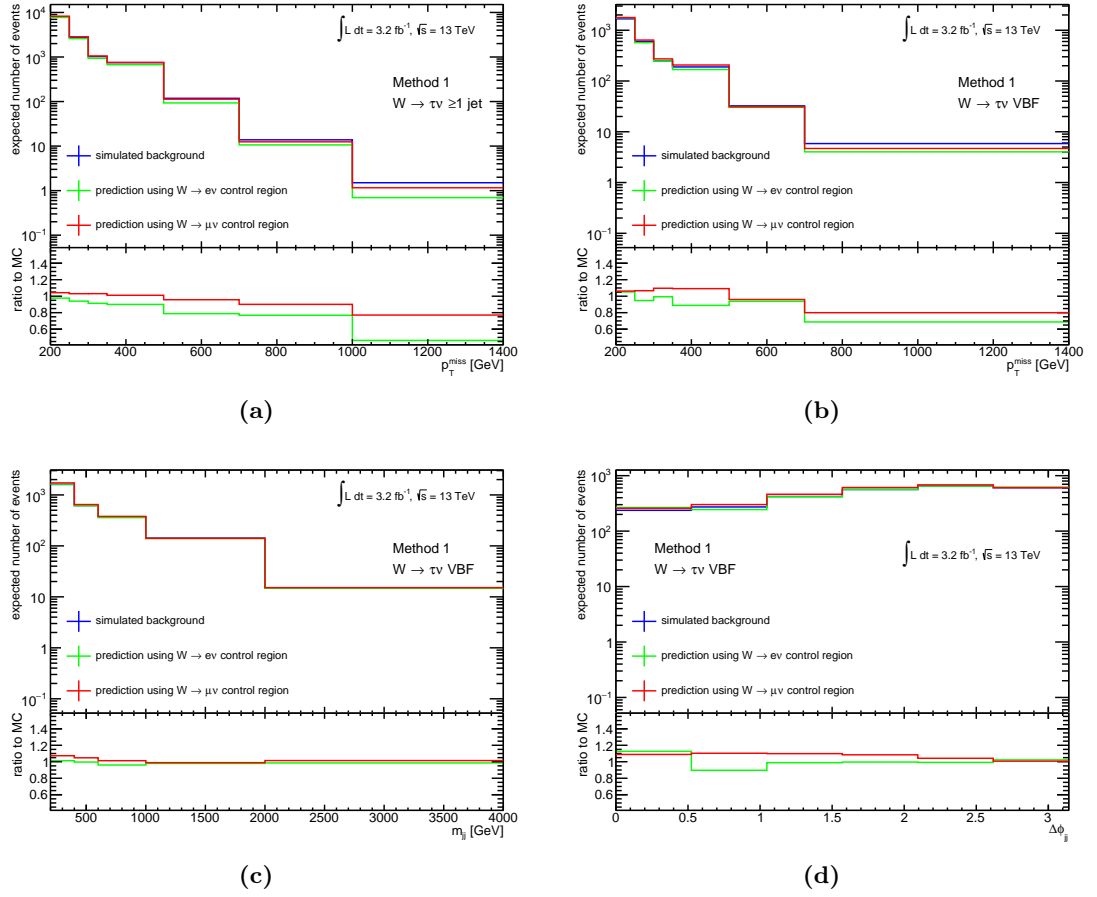 expected number of events
10⁴
10³
10²
10
1
10⁻¹
∫ L dt = 3.2 fb⁻¹, √s = 13 TeV
Method 1
W → τν ≥1 jet
simulated background
prediction using W → eν control region
prediction using W → μν control region
ratio to MC
1.4
1.2
1
0.8
0.6
200 400 600 800 1000 1200 1400
p_T^miss [GeV]
(a)
expected number of events
10³
10²
10
1
10⁻¹
∫ L dt = 3.2 fb⁻¹, √s = 13 TeV
Method 1
W → τν VBF
simulated background
prediction using W → eν control region
prediction using W → μν control region
ratio to MC
1.4
1.2
1
0.8
0.6
200 400 600 800 1000 1200 1400
p_T^miss [GeV]
(b)
expected number of events
10³
10²
10
1
10⁻¹
∫ L dt = 3.2 fb⁻¹, √s = 13 TeV
Method 1
W → τν VBF
simulated background
prediction using W → eν control region
prediction using W → μν control region
ratio to MC
1.4
1.2
1
0.8
0.6
500 1000 1500 2000 2500 3000 3500 4000
m_jj [GeV]
(c)
expected number of events
10³
10²
10
1
10⁻¹
Method 1
W → τν VBF
∫ L dt = 3.2 fb⁻¹, √s = 13 TeV
simulated background
prediction using W → eν control region
prediction using W → μν control region
ratio to MC
1.4
1.2
1
0.8
0.6
0 0.5 1 1.5 2 2.5 3
Δϕ_jj
(d)